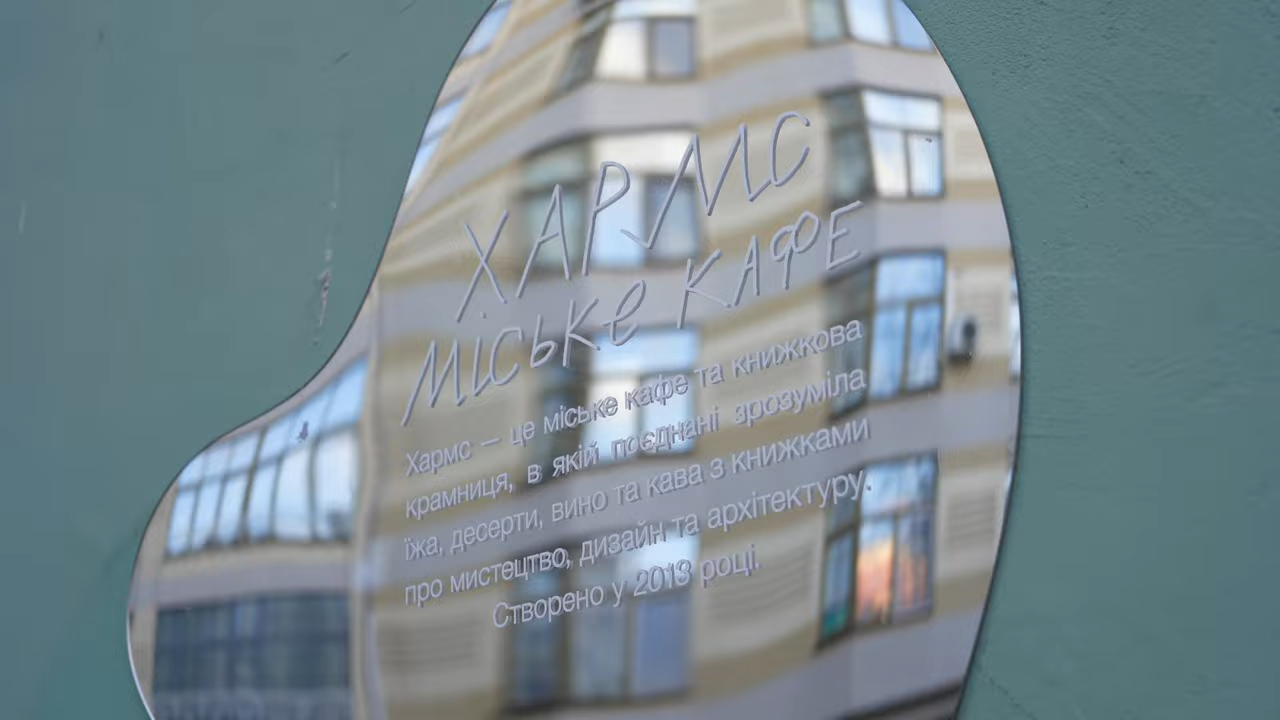 ХАРМС
міське КАФЕ
Хармс — це міське кафе та книжкова
крамниця, в якій поєднані зрозуміла
їжа, десерти, вино та кава з книжками
про мистецтво, дизайн та архітектуру.
Створено у 2013 році.